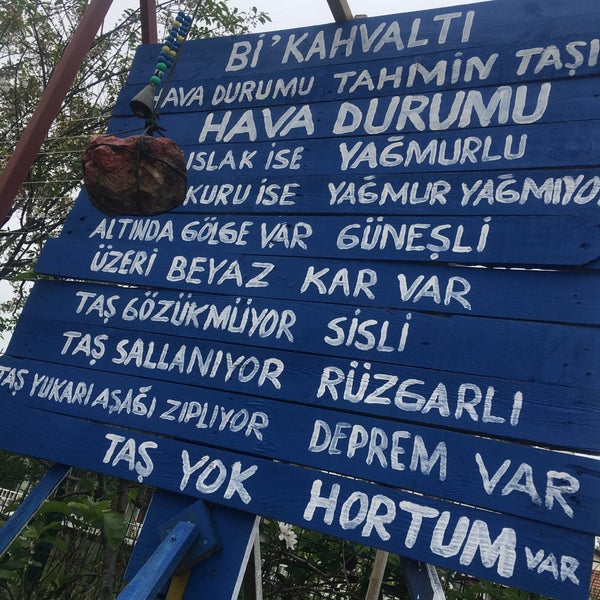 Bİ'KAHVALTI
HAVA DURUMU TAHMİN TAŞI
HAVA DURUMU
ISLAK İSE YAĞMURLU
KURU İSE YAĞMUR YAĞMIYO
ALTINDA GÖLGE VAR GÜNEŞLİ
ÜZERİ BEYAZ KAR VAR
TAŞ GÖZÜKMÜYOR SİSLİ
TAŞ SALLANIYOR RÜZGARLI
TAŞ YUKARI AŞAĞI ZIPLIYOR DEPREM VAR
TAŞ YOK HORTUM VAR